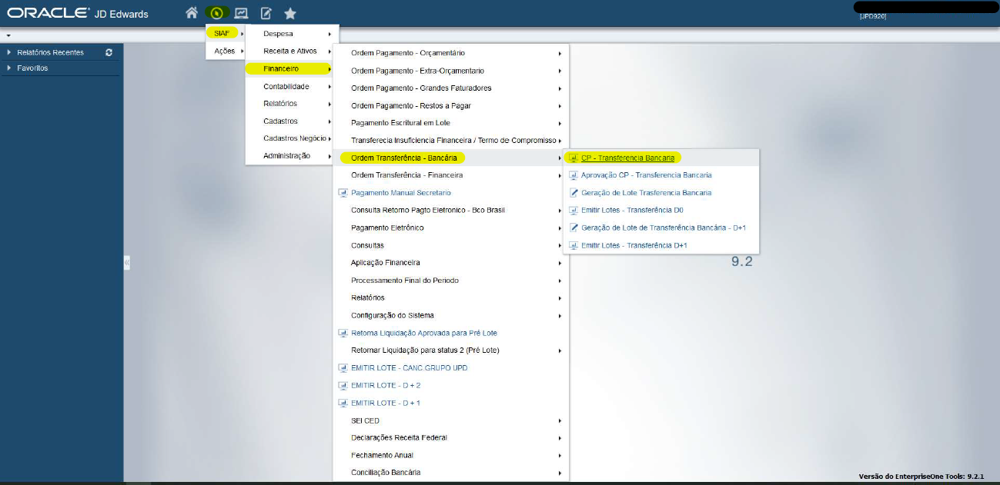 ORACLE® JD Edwards
[JPD920]
Relatórios Recentes
Favoritos
SIAF
Ações
Despesa
Receita e Ativos
Financeiro
Contabilidade
Relatórios
Cadastros
Cadastros Negócio
Administração
Ordem Pagamento - Orçamentário
Ordem Pagamento - Extra-Orçamentario
Ordem Pagamento - Grandes Faturadores
Ordem Pagamento - Restos a Pagar
Pagamento Escritural em Lote
Transferecia Insuficiencia Financeira / Termo de Compromisso
Ordem Transferência - Bancária
Ordem Transferência - Financeira
Pagamento Manual Secretario
Consulta Retorno Pagto Eletronico - Bco Brasil
Pagamento Eletrônico
Consultas
Aplicação Financeira
Processamento Final do Periodo
Relatórios
Configuração do Sistema
Retorna Liquidação Aprovada para Pré Lote
Retornar Liquidação para status 2 (Pré Lote)
EMITIR LOTE - CANC.GRUPO UPD
EMITIR LOTE - D + 2
EMITIR LOTE - D + 1
SEI CED
Declarações Receita Federal
Fechamento Anual
Conciliação Bancária
CP - Transferencia Bancaria
Aprovação CP - Transferencia Bancaria
Geração de Lote Trasferencia Bancaria
Emitir Lotes - Transferência D0
Geração de Lote de Transferência Bancária - D+1
Emitir Lotes - Transferência D+1
9.2
Versão do EnterpriseOne Tools: 9.2.1